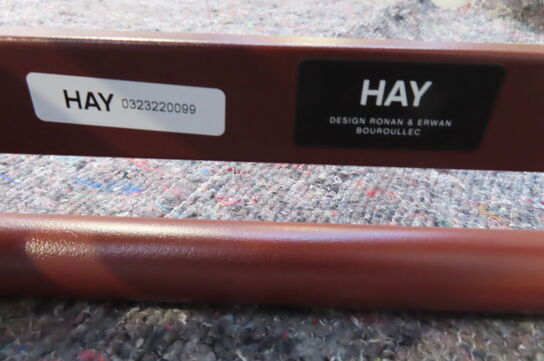 HAY 0323220099
HAY
DESIGN RONAN & ERWAN
BOUROULLEC